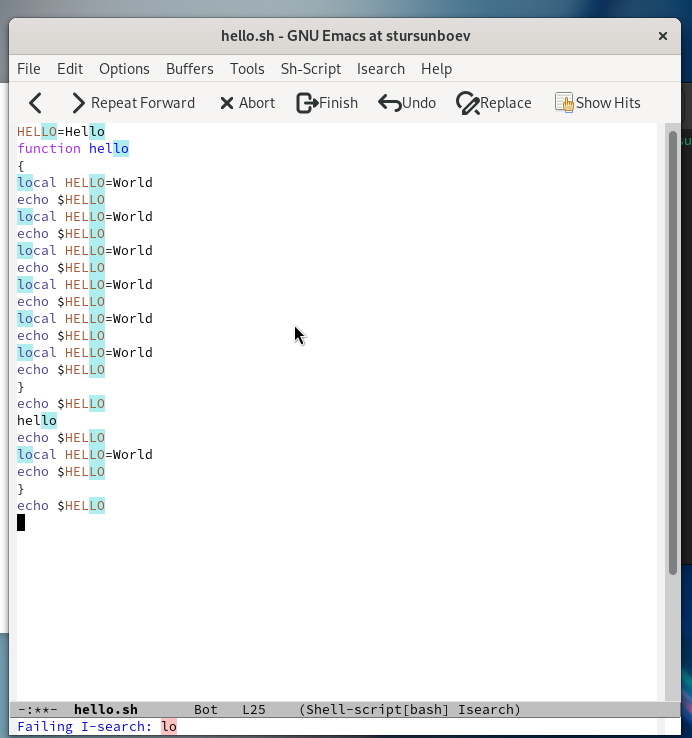 hello.sh - GNU Emacs at stursunboev
File Edit Options Buffers Tools Sh-Script Isearch Help
Repeat Forward Abort Finish Undo Replace Show Hits
HELLO=Hello
function hello
{
local HELLO=World
echo $HELLO
local HELLO=World
echo $HELLO
local HELLO=World
echo $HELLO
local HELLO=World
echo $HELLO
local HELLO=World
echo $HELLO
local HELLO=World
echo $HELLO
}
echo $HELLO
hello
echo $HELLO
local HELLO=World
echo $HELLO
}
echo $HELLO
-:**- hello.sh Bot L25 (Shell-script[bash] Isearch)
Failing I-search: lo